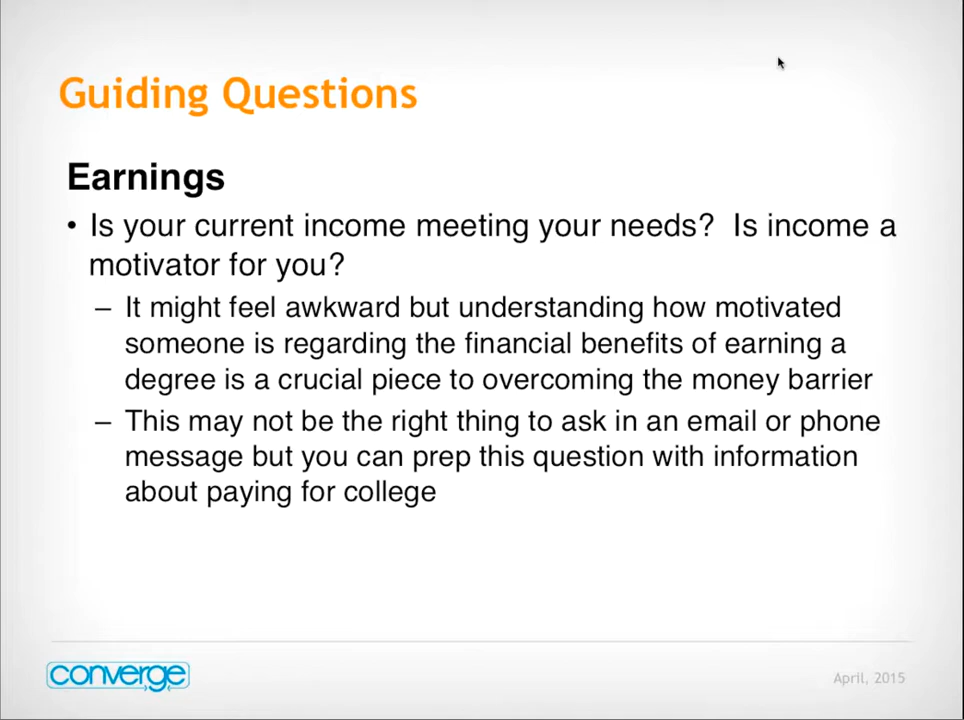 Guiding Questions
Earnings
• Is your current income meeting your needs?  Is income a
motivator for you?
– It might feel awkward but understanding how motivated
someone is regarding the financial benefits of earning a
degree is a crucial piece to overcoming the money barrier
– This may not be the right thing to ask in an email or phone
message but you can prep this question with information
about paying for college
converge
April, 2015